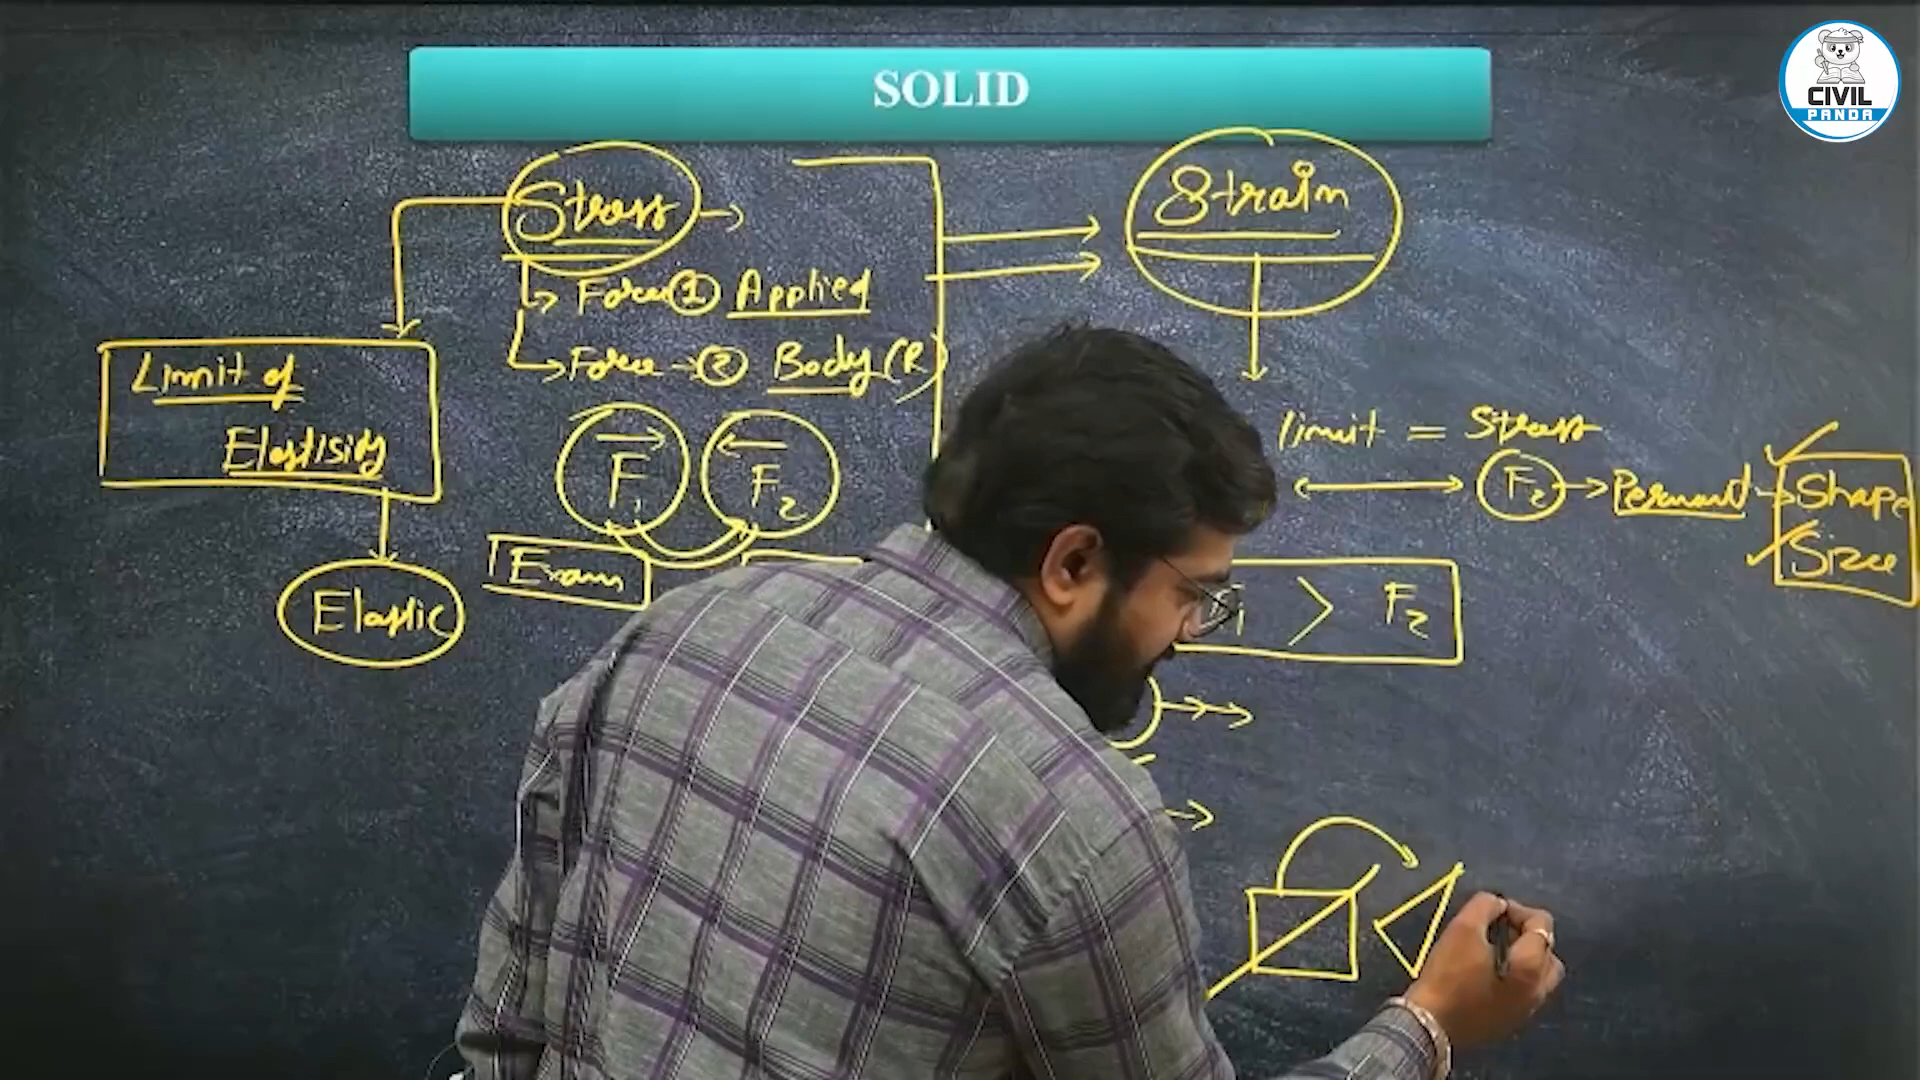 SOLID
CIVIL
PANDA
Stress
Strain
Force ① Applied
Force → ② Body (R)
Limit of
Elastisity
Elastic
F₁
F₂
Exam
limit = Stress
F₂ → Permant → Shape
Size
> F₂